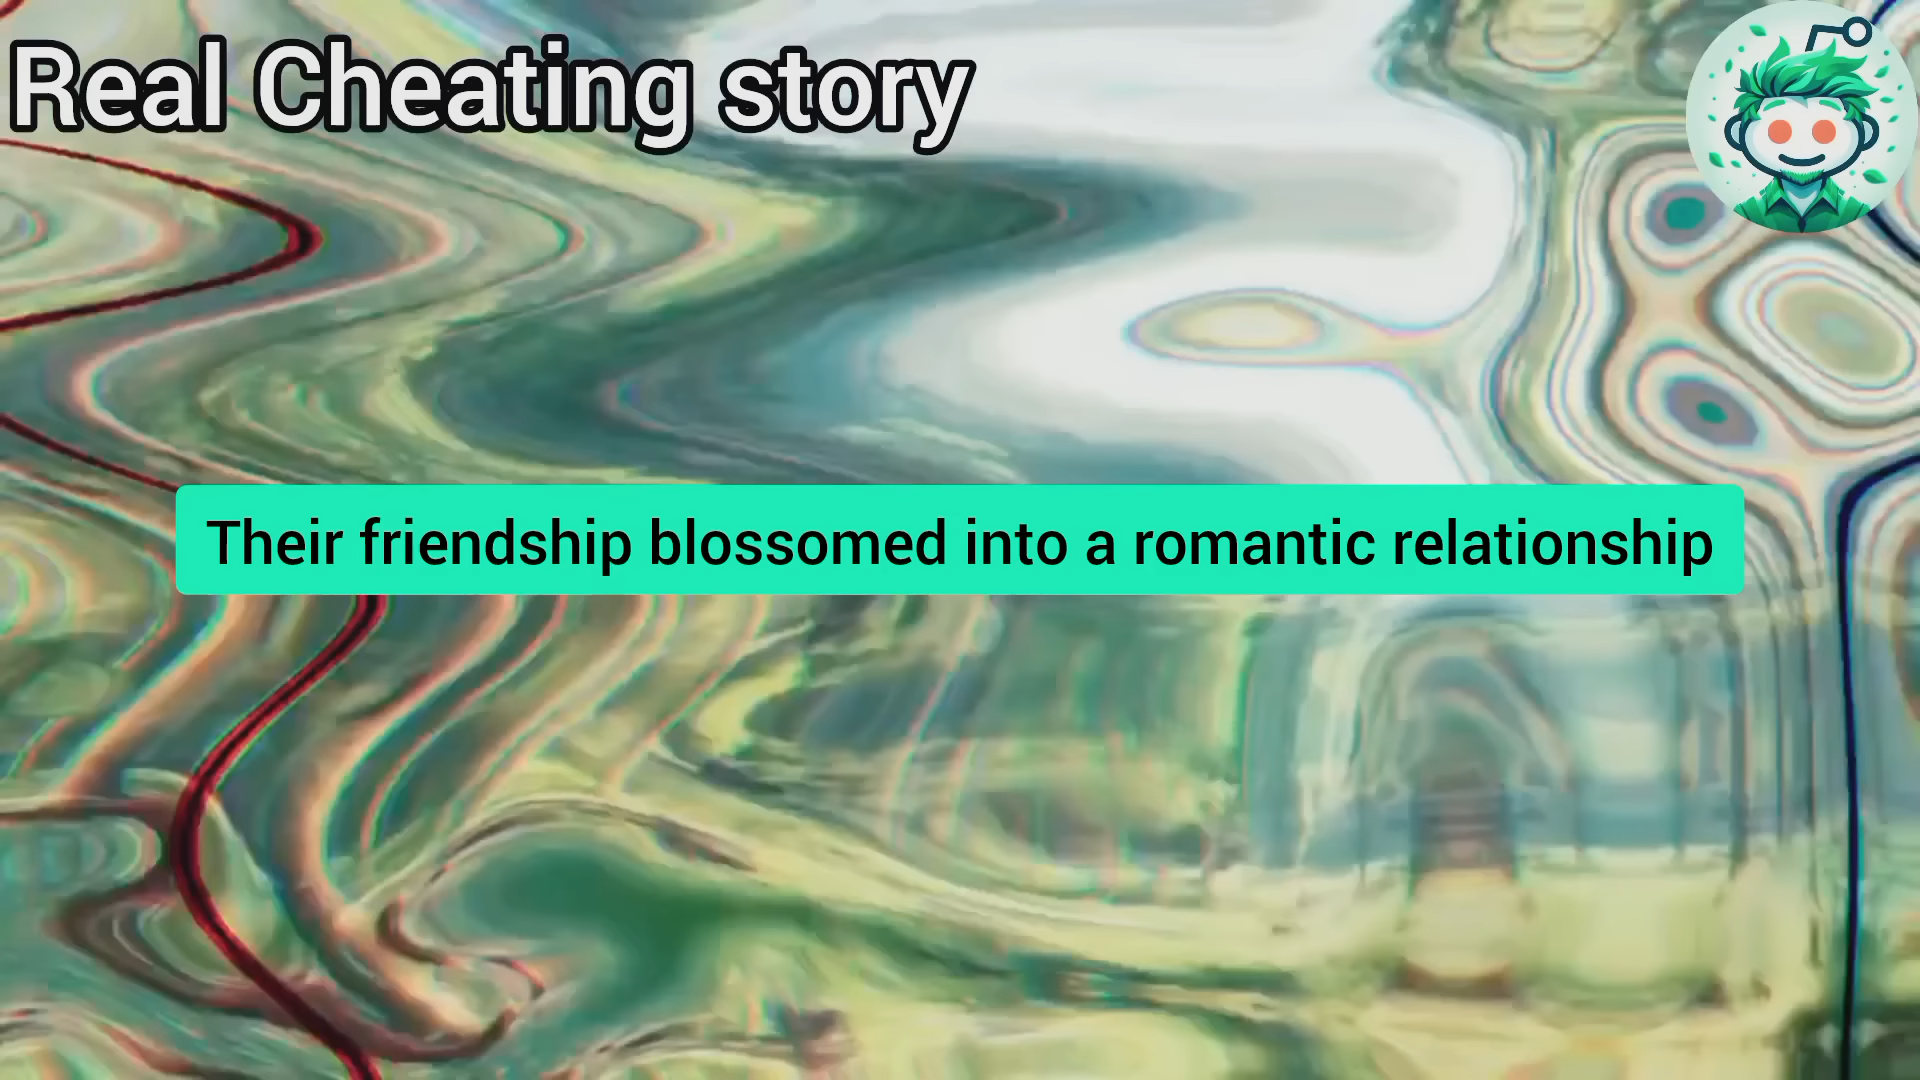 Real Cheating story
Their friendship blossomed into a romantic relationship